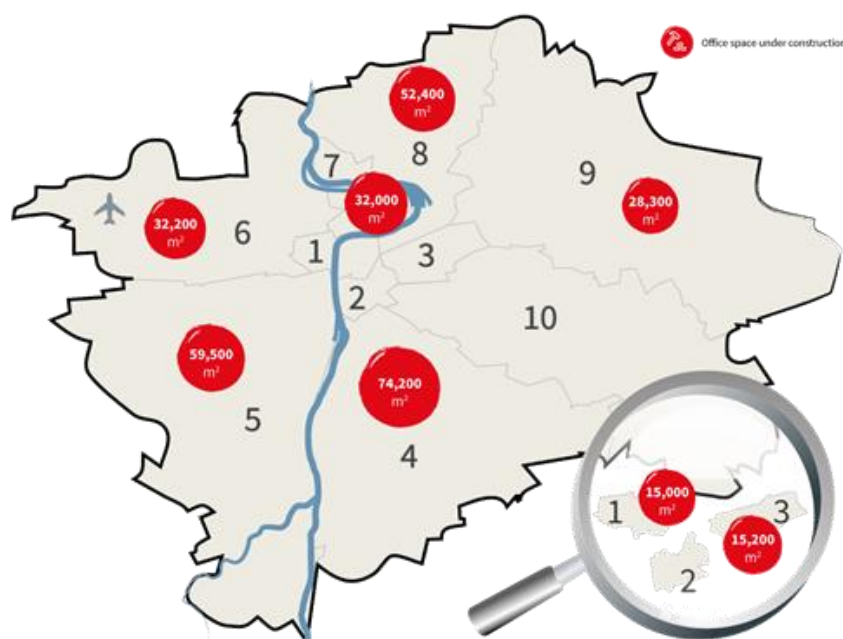 Office space under construction
52,400
m²
7
8
9
32,000
m²
28,300
m²
32,200
m²
6
1
3
2
10
59,500
m²
74,200
m²
5
4
15,000
m²
1
3
15,200
m²
2